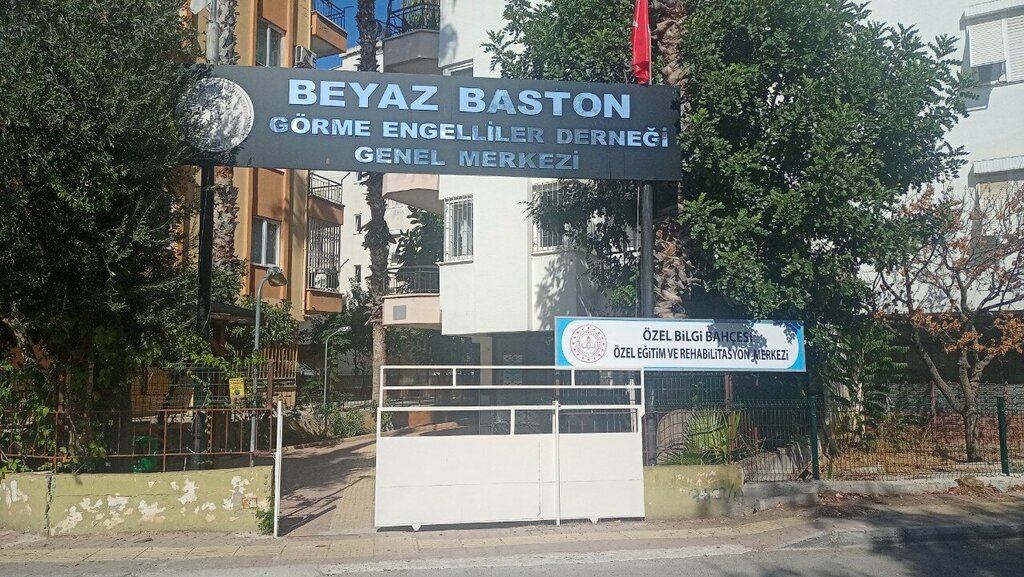 BEYAZ BASTON
GÖRME ENGELLİLER DERNEĞİ
GENEL MERKEZİ
ÖZEL BİLGİ BAHÇESİ
ÖZEL EĞİTİM VE REHABİLİTASYON MERKEZİ